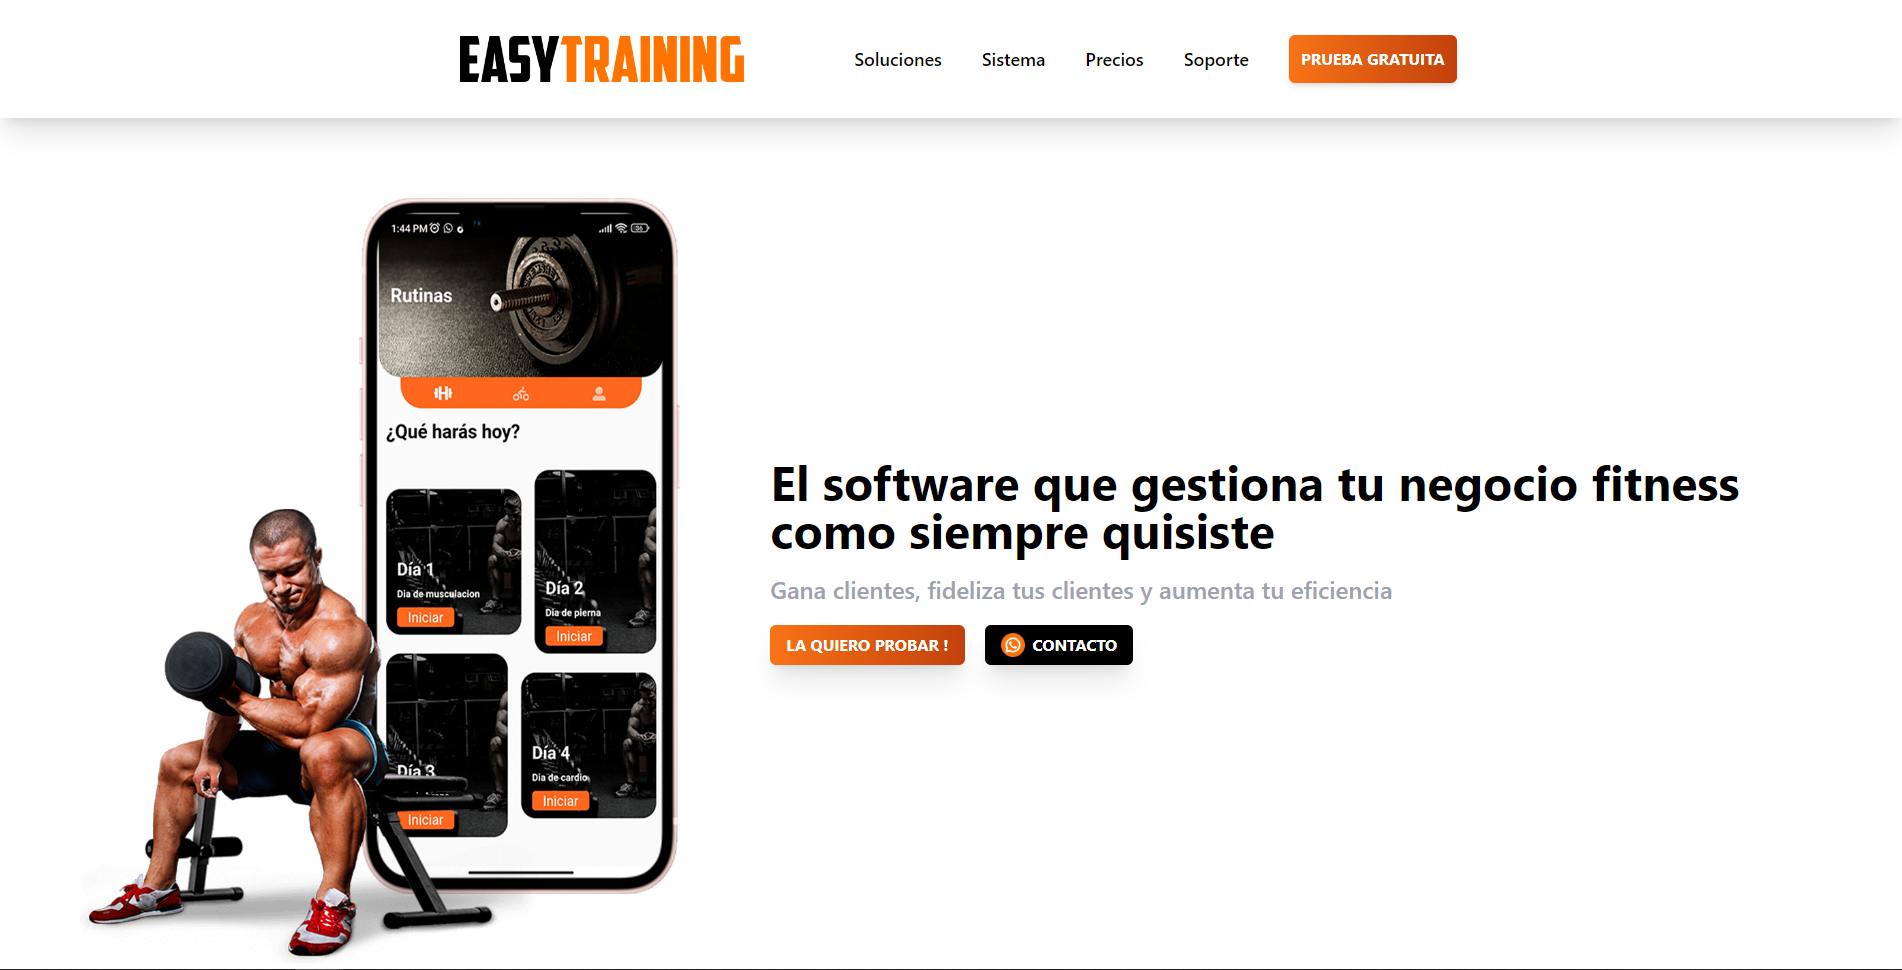 EASYTRAINING
Soluciones
Sistema
Precios
Soporte
PRUEBA GRATUITA
1:44 PM
36
Rutinas
¿Qué harás hoy?
Día 1
Dia de musculacion
Iniciar
Día 2
Dia de pierna
Iniciar
Día 3
Iniciar
Día 4
Dia de cardio
Iniciar
El software que gestiona tu negocio fitness
como siempre quisiste
Gana clientes, fideliza tus clientes y aumenta tu eficiencia
LA QUIERO PROBAR !
CONTACTO